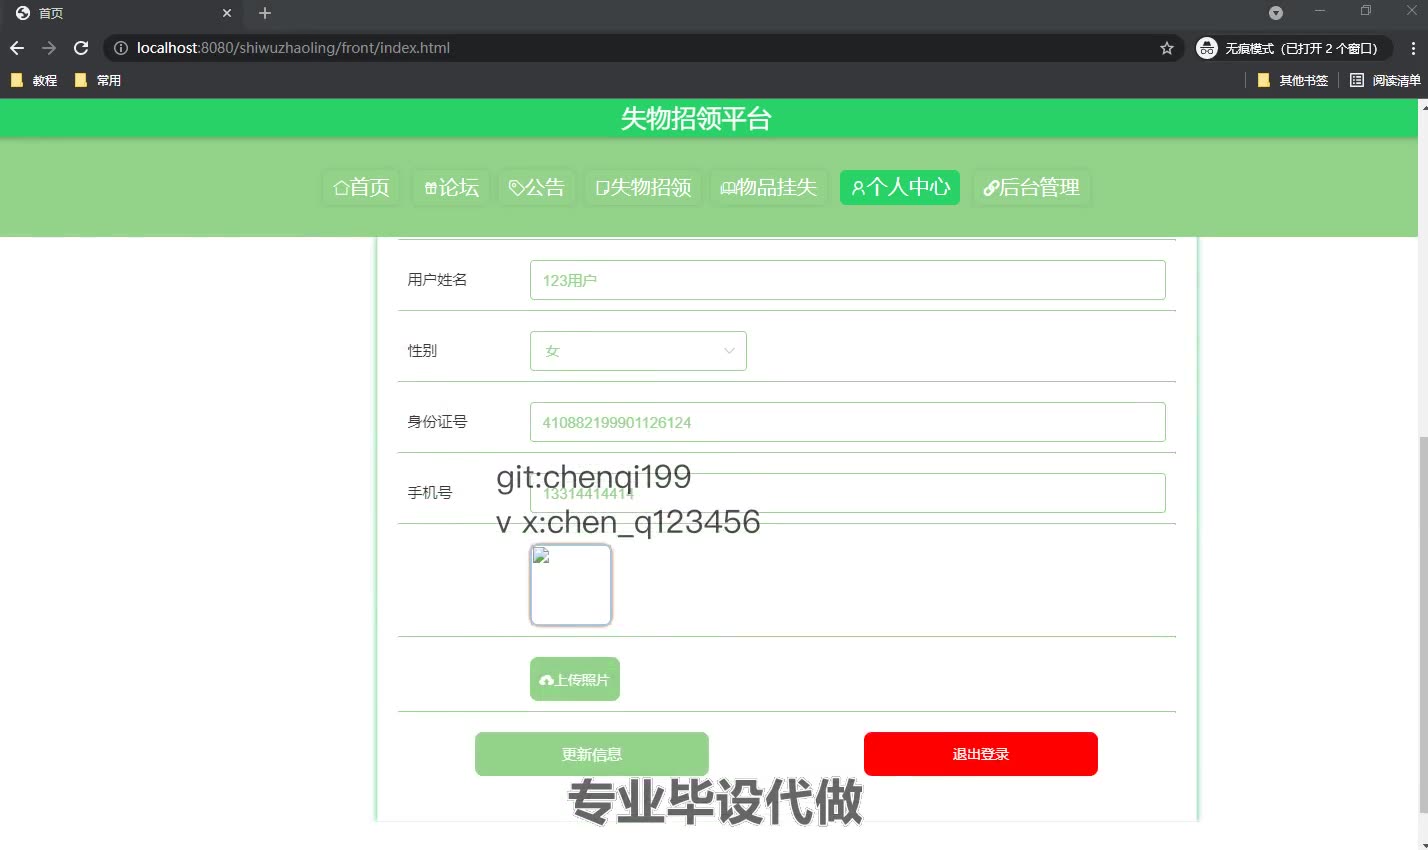 首页
localhost:8080/shiwuzhaoling/front/index.html
无痕模式（已打开 2 个窗口）
教程 常用 其他书签 阅读清单
失物招领平台
首页 论坛 公告 失物招领 物品挂失 个人中心 后台管理
用户姓名 123用户
性别 女
身份证号 410882199901126124
git:chenqi199
手机号 13314414414
v x:chen_q123456
上传照片
更新信息 退出登录
专业毕设代做